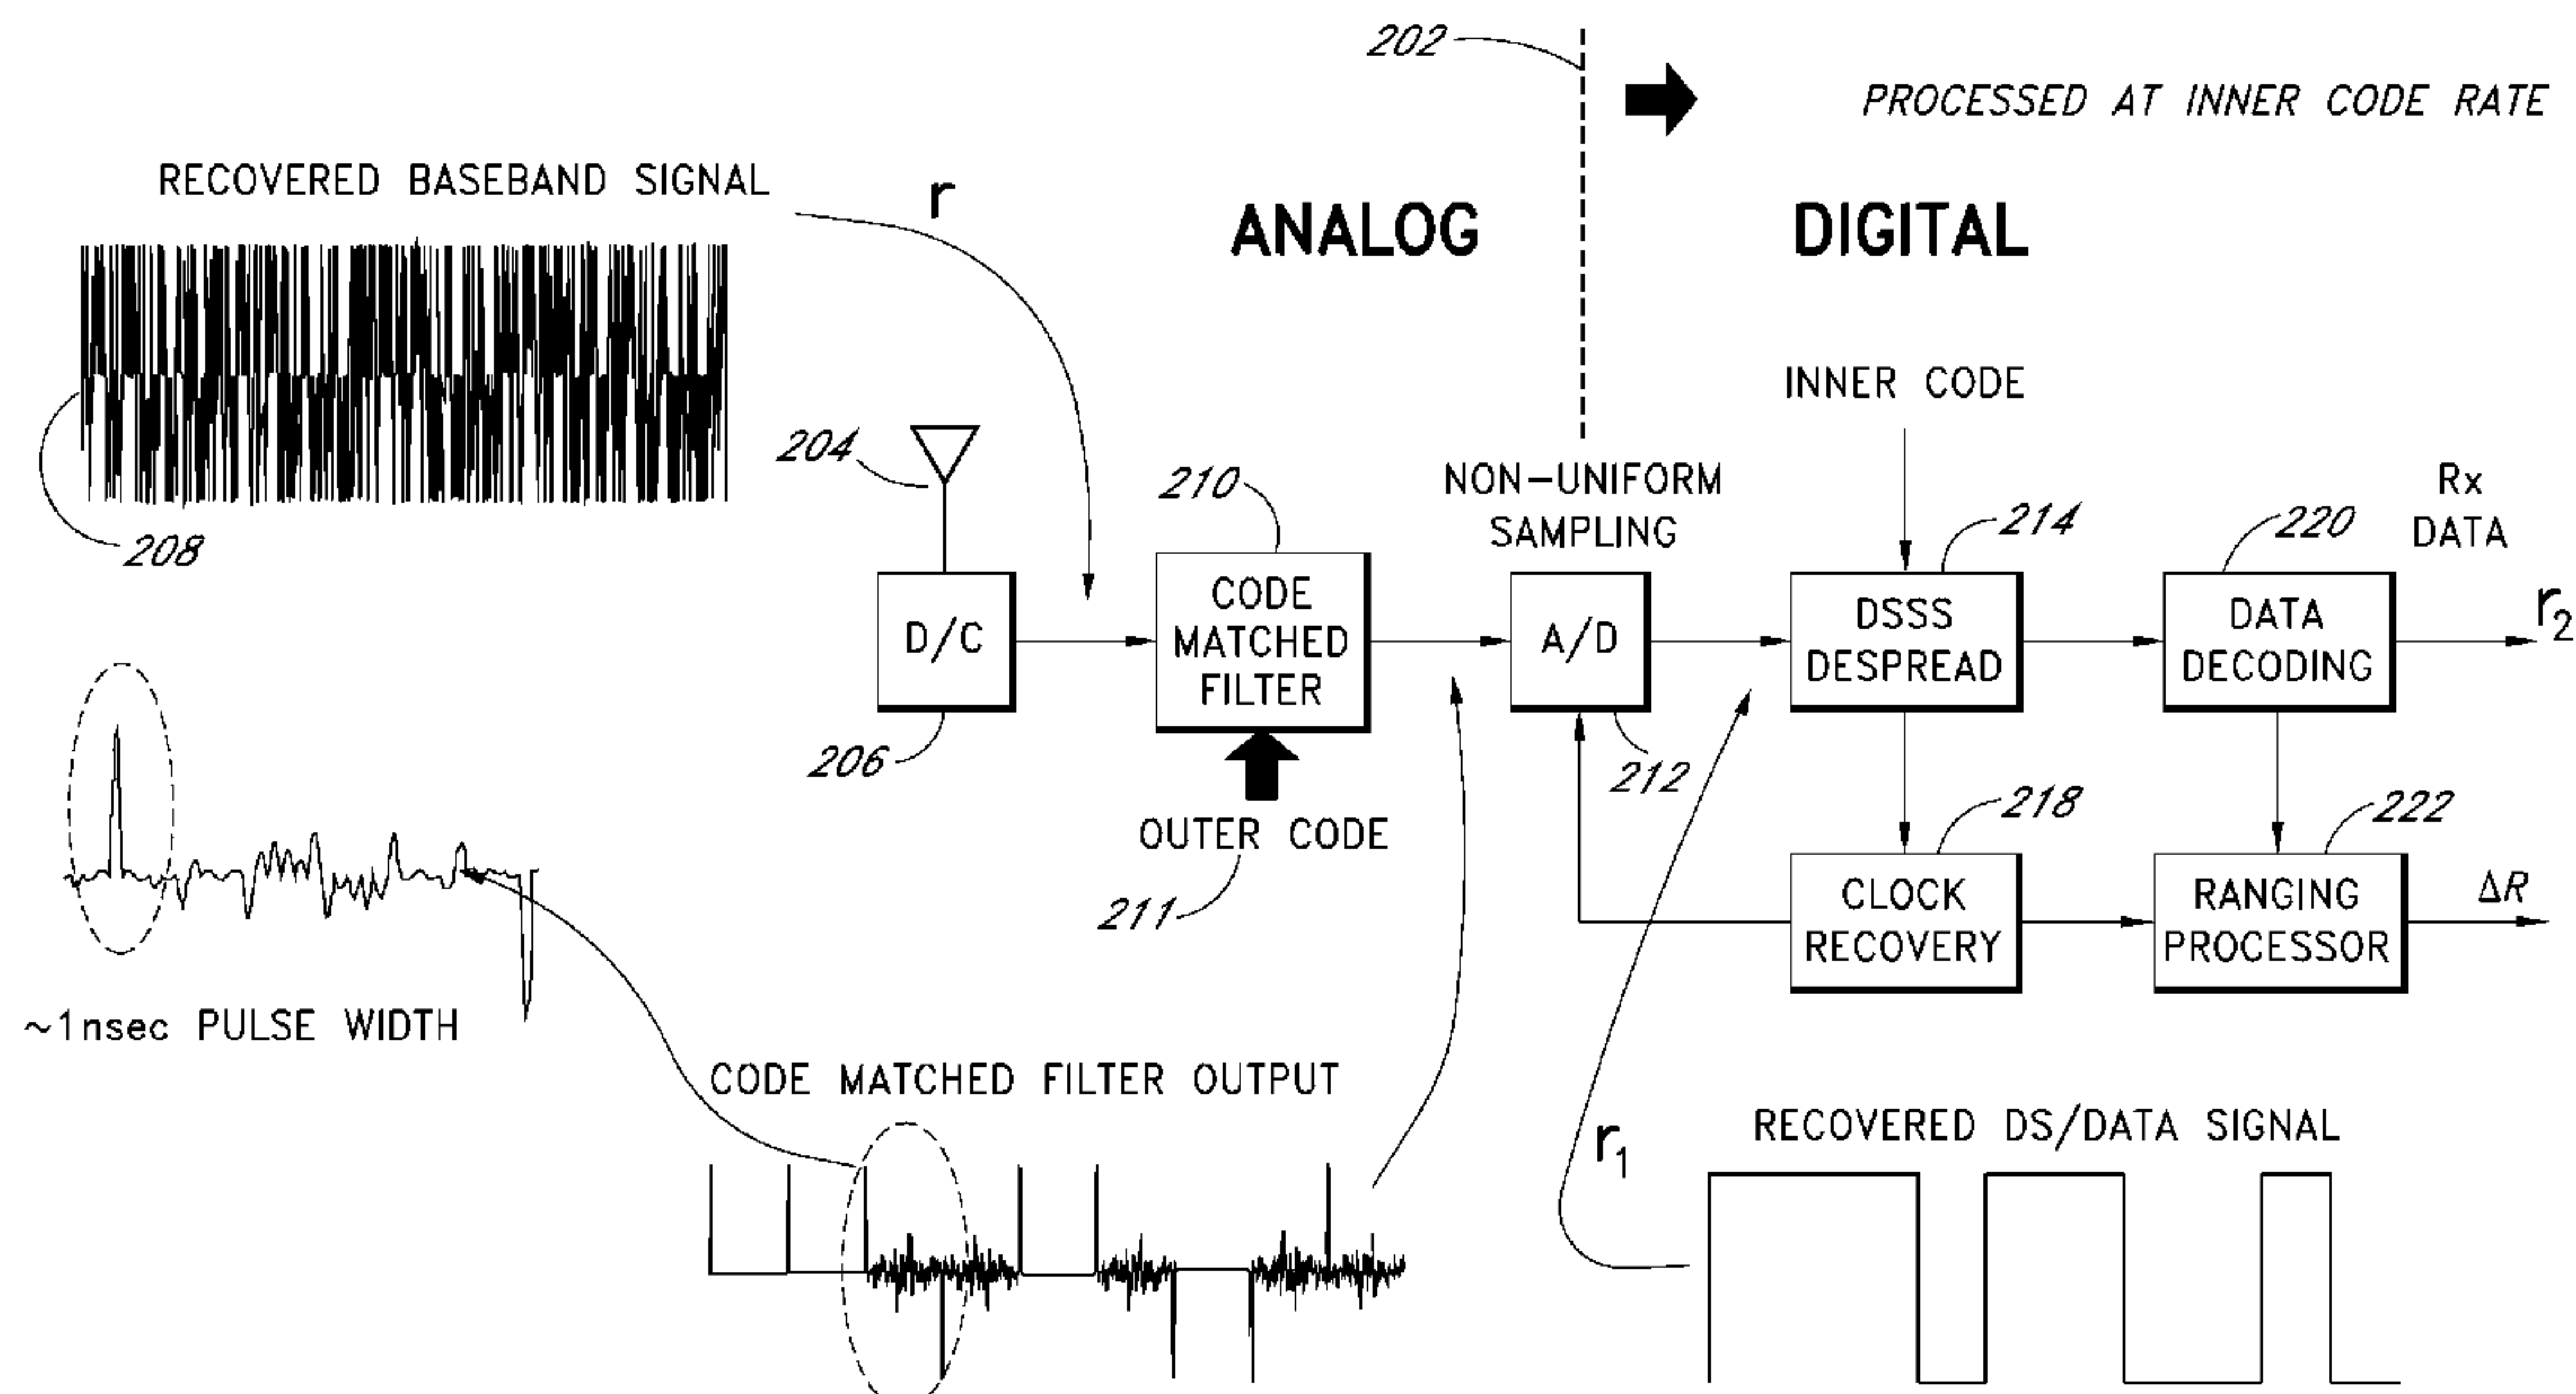 202
PROCESSED AT INNER CODE RATE
RECOVERED BASEBAND SIGNAL
r
ANALOG
DIGITAL
INNER CODE
204
210
NON-UNIFORM
SAMPLING
214
220
Rx
DATA
208
D/C
CODE
MATCHED
FILTER
A/D
DSSS
DESPREAD
DATA
DECODING
r2
206
212
OUTER CODE
211
218
222
CLOCK
RECOVERY
RANGING
PROCESSOR
ΔR
~1nsec PULSE WIDTH
CODE MATCHED FILTER OUTPUT
r1
RECOVERED DS/DATA SIGNAL